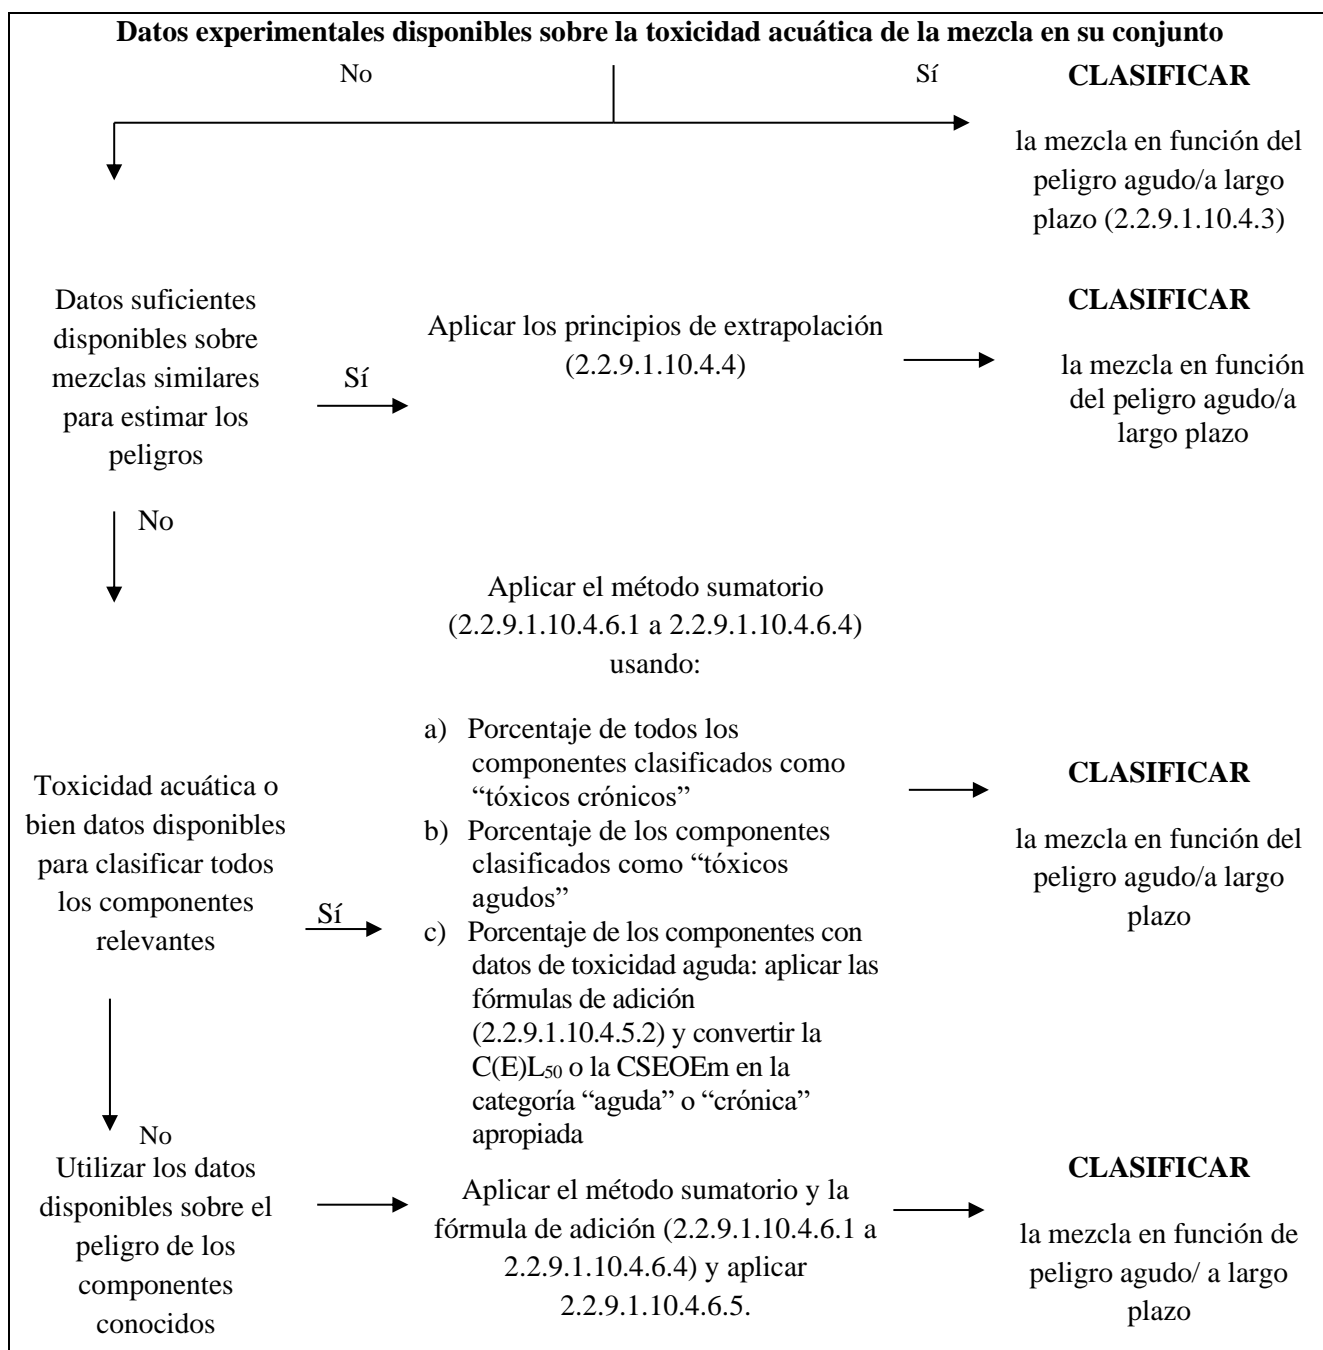 Datos experimentales disponibles sobre la toxicidad acuática de la mezcla en su conjunto
No
Sí
CLASIFICAR
la mezcla en función del
peligro agudo/a largo
plazo (2.2.9.1.10.4.3)
Datos suficientes
disponibles sobre
mezclas similares
para estimar los
peligros
Sí
Aplicar los principios de extrapolación
(2.2.9.1.10.4.4)
CLASIFICAR
la mezcla en función
del peligro agudo/a
largo plazo
No
Aplicar el método sumatorio
(2.2.9.1.10.4.6.1 a 2.2.9.1.10.4.6.4)
usando:
a) Porcentaje de todos los
componentes clasificados como
“tóxicos crónicos”
b) Porcentaje de los componentes
clasificados como “tóxicos
agudos”
c) Porcentaje de los componentes con
datos de toxicidad aguda: aplicar las
fórmulas de adición
(2.2.9.1.10.4.5.2) y convertir la
C(E)L₅₀ o la CSEOEm en la
categoría “aguda” o “crónica”
apropiada
Toxicidad acuática o
bien datos disponibles
para clasificar todos
los componentes
relevantes
Sí
CLASIFICAR
la mezcla en función del
peligro agudo/a largo
plazo
No
Utilizar los datos
disponibles sobre el
peligro de los
componentes
conocidos
Aplicar el método sumatorio y la
fórmula de adición (2.2.9.1.10.4.6.1 a
2.2.9.1.10.4.6.4) y aplicar
2.2.9.1.10.4.6.5.
CLASIFICAR
la mezcla en función de
peligro agudo/ a largo
plazo